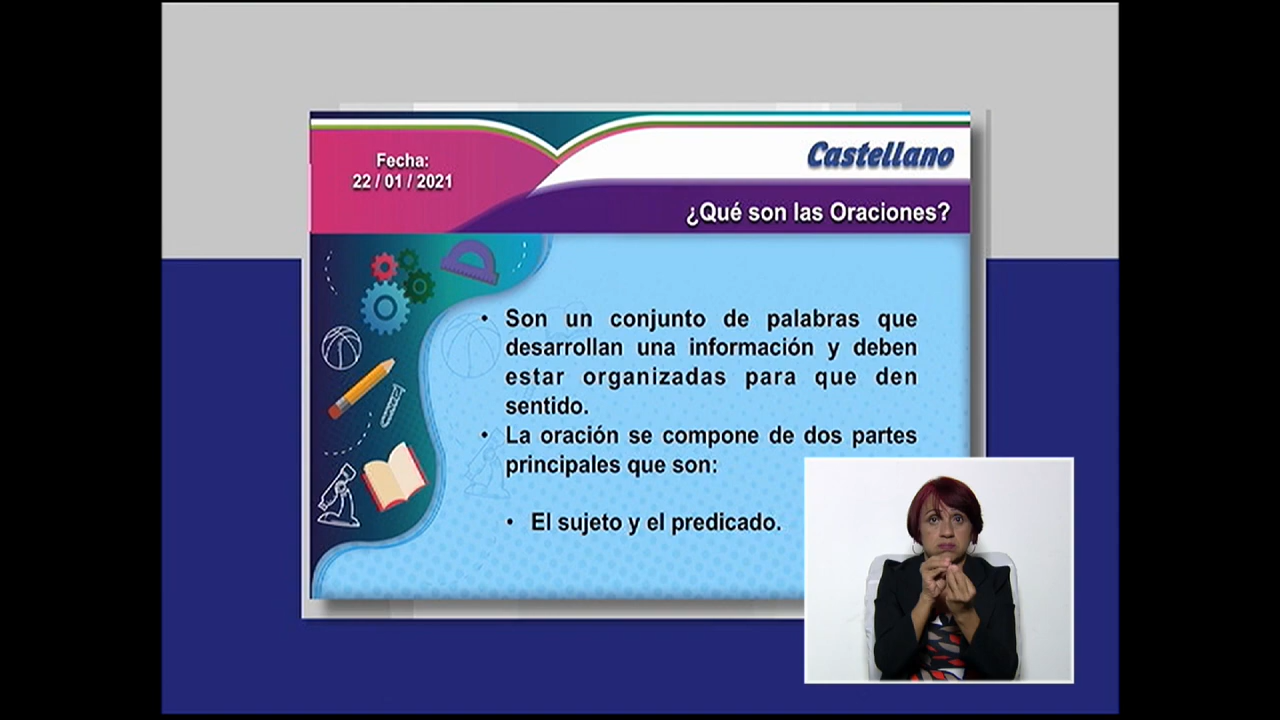 Fecha:
22 / 01 / 2021
Castellano
¿Qué son las Oraciones?
• Son un conjunto de palabras que
desarrollan una información y deben
estar organizadas para que den
sentido.
• La oración se compone de dos partes
principales que son:
• El sujeto y el predicado.